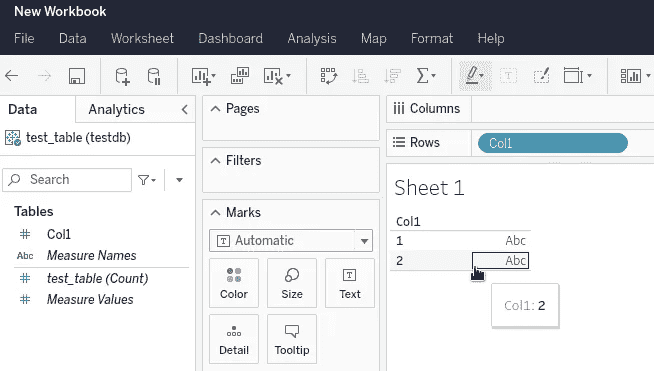 New Workbook
File Data Worksheet Dashboard Analysis Map Format Help
Data Analytics
test_table (testdb)
Search
Tables
Col1
Abc Measure Names
test_table (Count)
Measure Values
Pages
Filters
Marks
T Automatic
Color Size Text
Detail Tooltip
Columns
Rows Col1
Sheet 1
Col1
1 Abc
2 Abc
Col1: 2